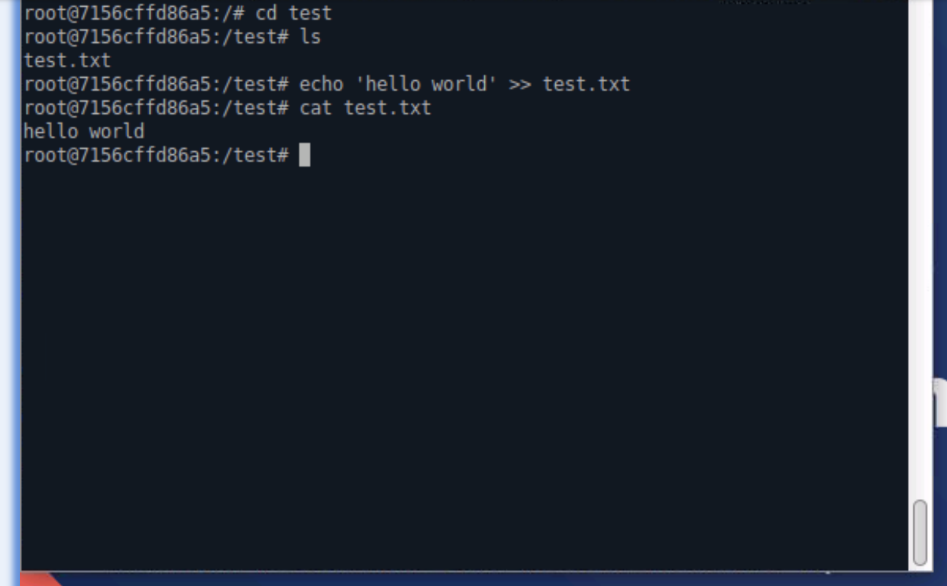 root@7156cffd86a5:/# cd test
root@7156cffd86a5:/test# ls
test.txt
root@7156cffd86a5:/test# echo 'hello world' >> test.txt
root@7156cffd86a5:/test# cat test.txt
hello world
root@7156cffd86a5:/test#